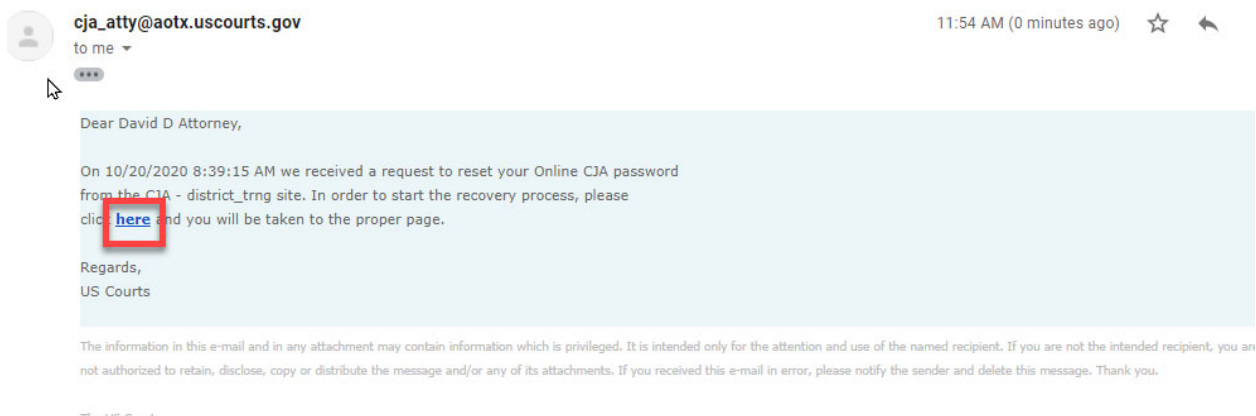 cja_atty@aotx.uscourts.gov
11:54 AM (0 minutes ago)
to me
Dear David D Attorney,
On 10/20/2020 8:39:15 AM we received a request to reset your Online CJA password
from the CJA - district_trng site. In order to start the recovery process, please
click here and you will be taken to the proper page.
Regards,
US Courts
The information in this e-mail and in any attachment may contain information which is privileged. It is intended only for the attention and use of the named recipient. If you are not the intended recipient, you are
not authorized to retain, disclose, copy or distribute the message and/or any of its attachments. If you received this e-mail in error, please notify the sender and delete this message. Thank you.